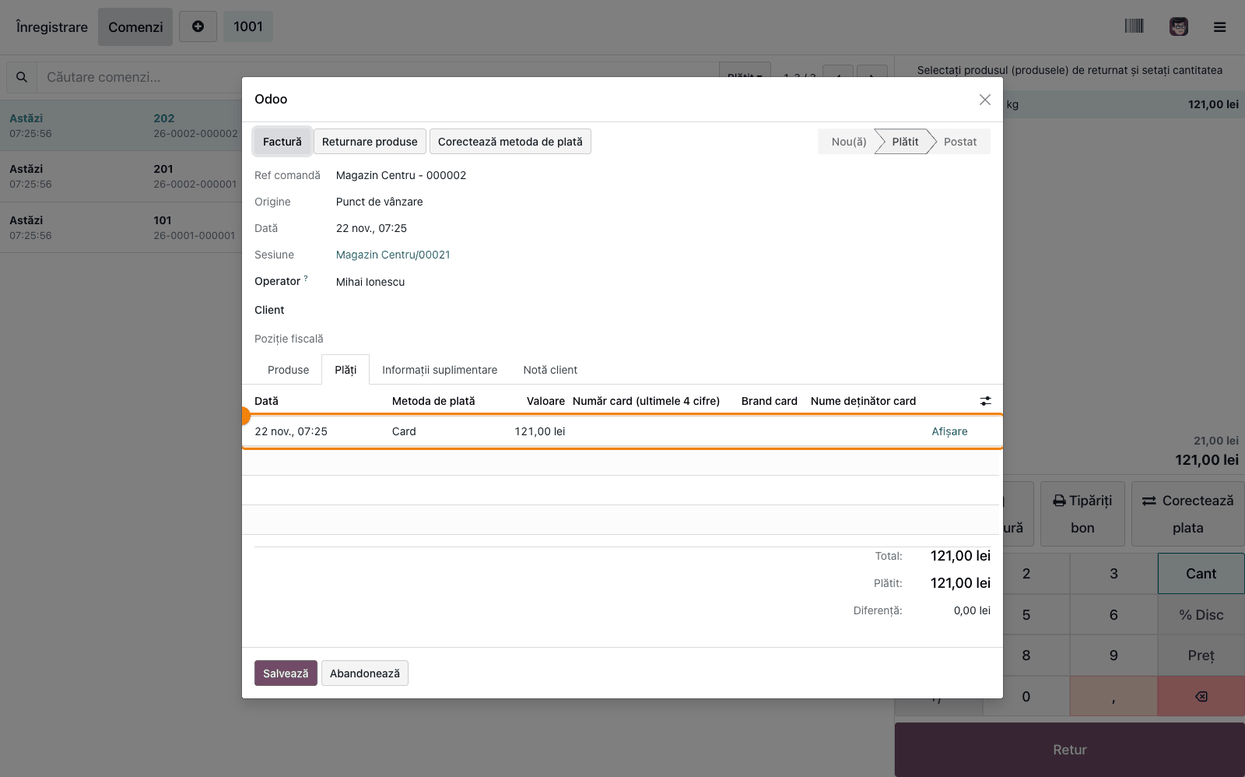 Înregistrare Comenzi 1001
Căutare comenzi...
Selectați produsul (produsele) de returnat și setați cantitatea
Astăzi 202
07:25:56 26-0002-000002
Astăzi 201
07:25:56 26-0002-000001
Astăzi 101
07:25:56 26-0001-000001
kg 121,00 lei
Odoo
Factură Returnare produse Corectează metoda de plată
Nou(ă) Plătit Postat
Ref comandă Magazin Centru - 000002
Origine Punct de vânzare
Dată 22 nov., 07:25
Sesiune Magazin Centru/00021
Operator ? Mihai Ionescu
Client
Poziție fiscală
Produse Plăți Informații suplimentare Notă client
Dată Metoda de plată Valoare Număr card (ultimele 4 cifre) Brand card Nume deținător card
22 nov., 07:25 Card 121,00 lei Afișare
Total: 121,00 lei
Plătit: 121,00 lei
Diferență: 0,00 lei
Salvează Abandonează
21,00 lei
121,00 lei
Tipăriți bon
Corectează plata
2 3 Cant
5 6 % Disc
8 9 Preț
0 ,
Retur